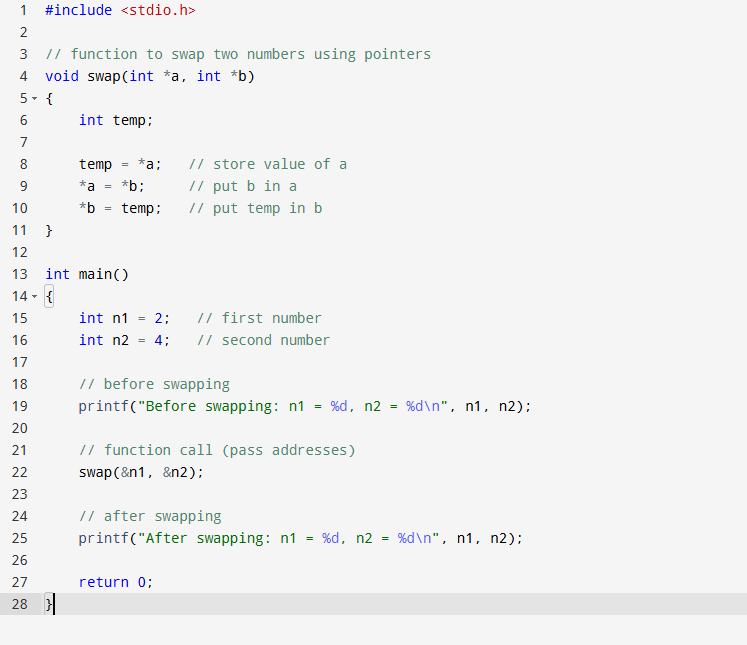 1 #include <stdio.h>
2
3 // function to swap two numbers using pointers
4 void swap(int *a, int *b)
5 {
6     int temp;
7
8     temp = *a;   // store value of a
9     *a = *b;     // put b in a
10     *b = temp;   // put temp in b
11 }
12
13 int main()
14 {
15     int n1 = 2;   // first number
16     int n2 = 4;   // second number
17
18     // before swapping
19     printf("Before swapping: n1 = %d, n2 = %d\n", n1, n2);
20
21     // function call (pass addresses)
22     swap(&n1, &n2);
23
24     // after swapping
25     printf("After swapping: n1 = %d, n2 = %d\n", n1, n2);
26
27     return 0;
28 }